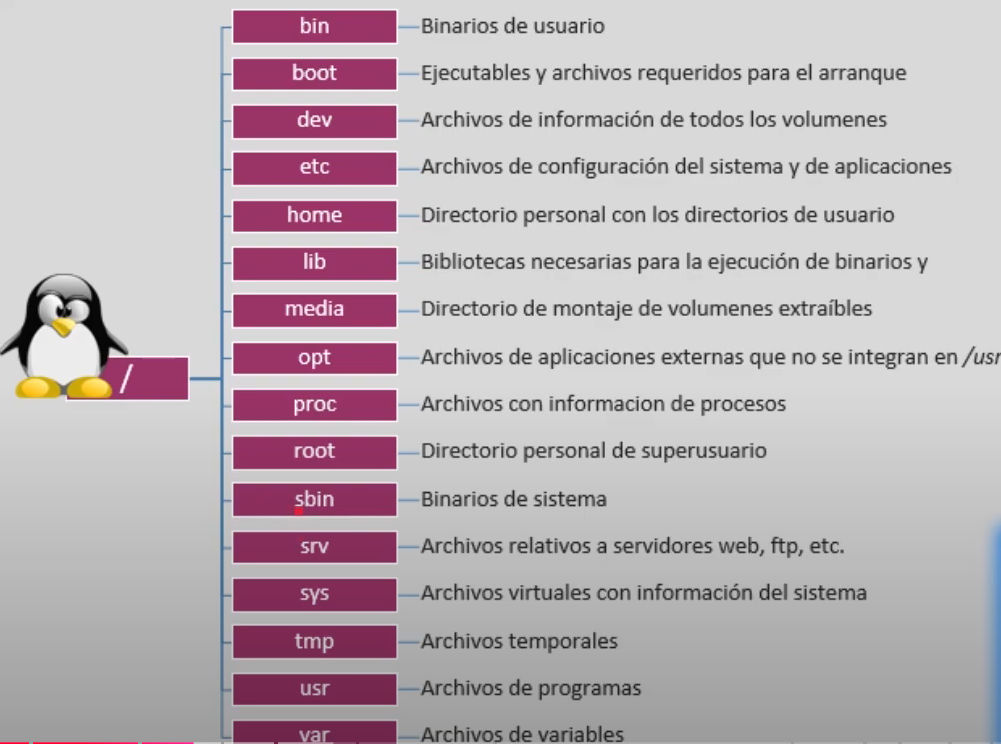 bin Binarios de usuario
boot Ejecutables y archivos requeridos para el arranque
dev Archivos de información de todos los volumenes
etc Archivos de configuración del sistema y de aplicaciones
home Directorio personal con los directorios de usuario
lib Bibliotecas necesarias para la ejecución de binarios y
media Directorio de montaje de volumenes extraíbles
opt Archivos de aplicaciones externas que no se integran en /usr
/
proc Archivos con informacion de procesos
root Directorio personal de superusuario
sbin Binarios de sistema
srv Archivos relativos a servidores web, ftp, etc.
sys Archivos virtuales con información del sistema
tmp Archivos temporales
usr Archivos de programas
var Archivos de variables